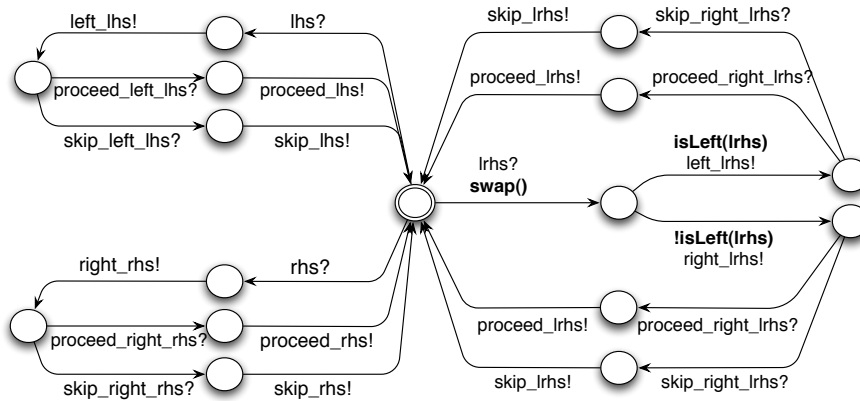 left_lhs!
lhs?
proceed_left_lhs?
proceed_lhs!
skip_left_lhs?
skip_lhs!
skip_lrhs!
skip_right_lrhs?
proceed_lrhs!
proceed_right_lrhs?
lrhs?
swap()
isLeft(lrhs)
left_lrhs!
!isLeft(lrhs)
right_lrhs!
right_rhs!
rhs?
proceed_right_rhs?
proceed_rhs!
skip_right_rhs?
skip_rhs!
proceed_lrhs!
proceed_right_lrhs?
skip_lrhs!
skip_right_lrhs?